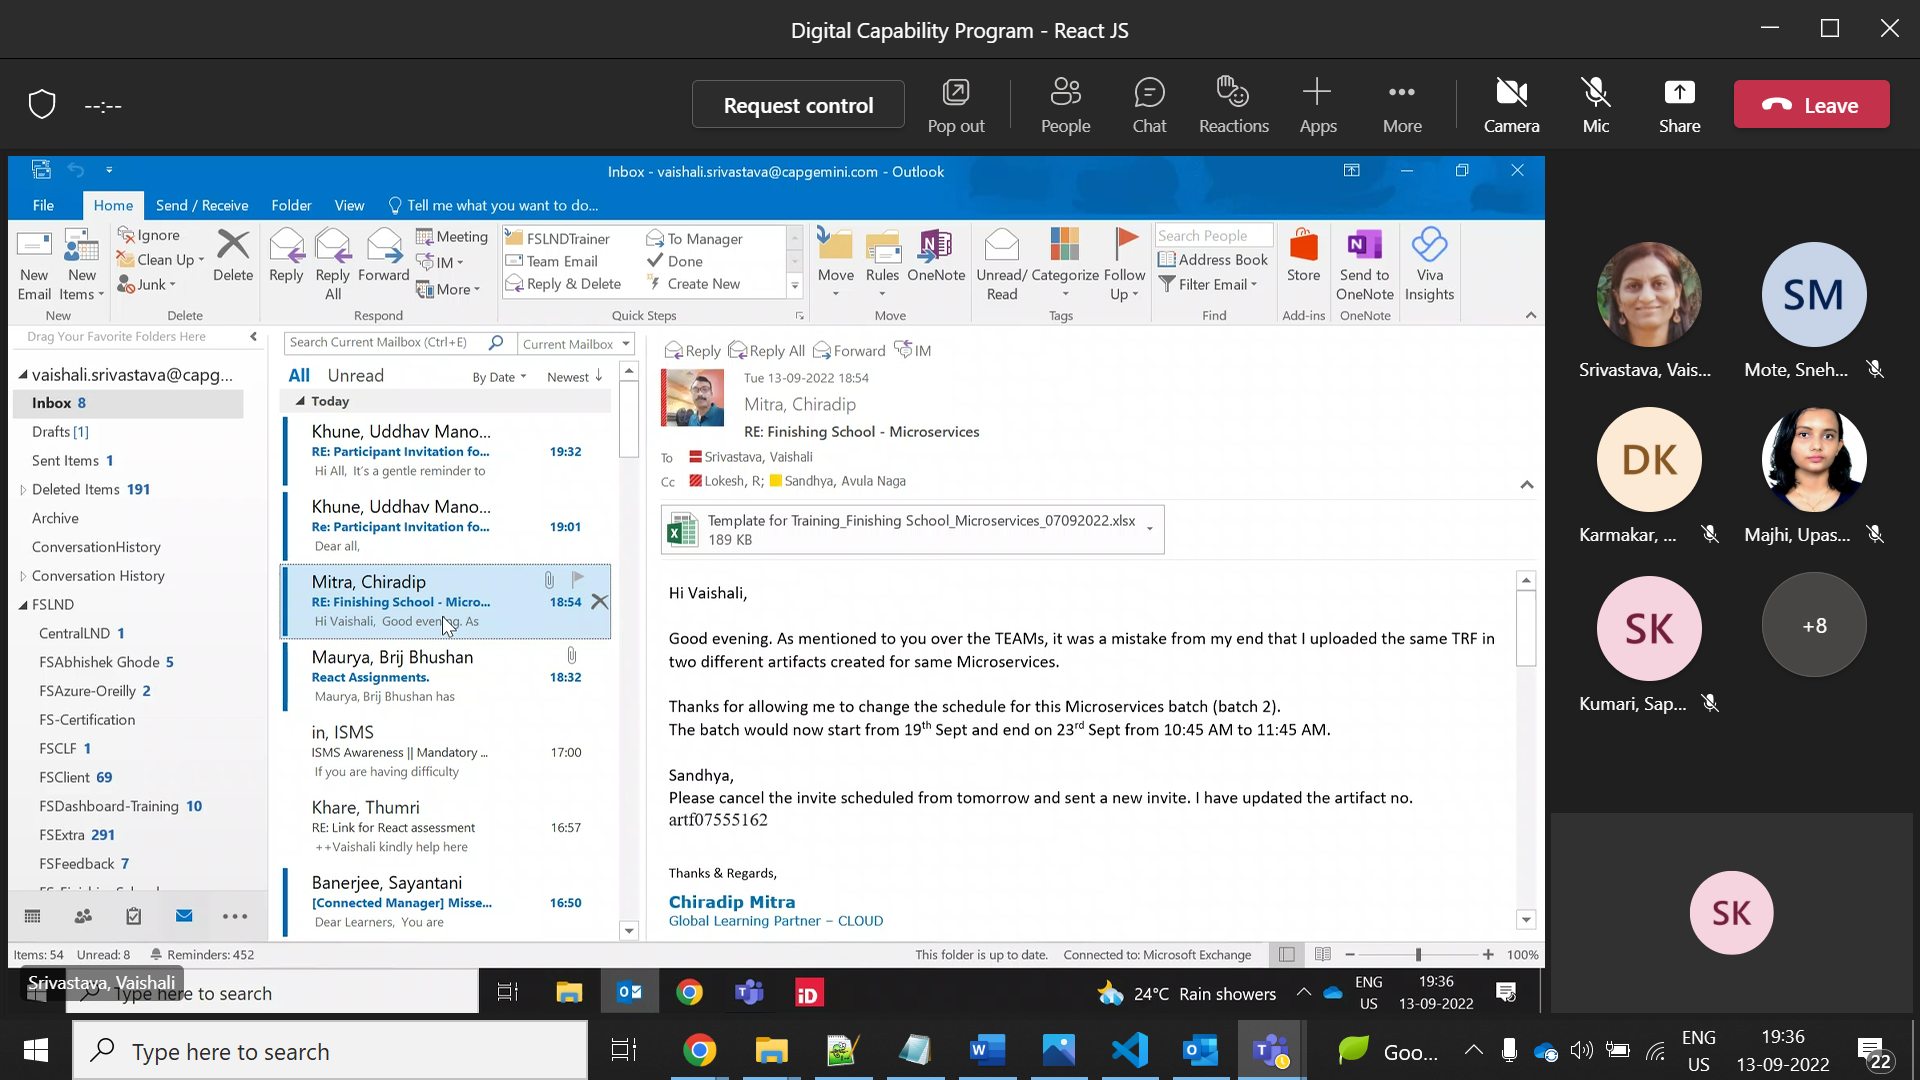 Digital Capability Program - React JS
--:--
Request control
Pop out
People
Chat
Reactions
Apps
More
Camera
Mic
Share
Leave
Inbox - vaishali.srivastava@capgemini.com - Outlook
File
Home
Send / Receive
Folder
View
Tell me what you want to do...
New Email
New Items
New
Ignore
Clean Up
Junk
Delete
Delete
Reply
Reply All
Forward
Meeting
IM
More
Respond
FSLNDTrainer
Team Email
Reply & Delete
To Manager
Done
Create New
Quick Steps
Move
Rules
OneNote
Move
Unread/ Read
Categorize
Follow Up
Tags
Search People
Address Book
Filter Email
Find
Store
Add-ins
Send to OneNote
OneNote
Viva Insights
Drag Your Favorite Folders Here
vaishali.srivastava@capg...
Inbox 8
Drafts [1]
Sent Items 1
Deleted Items 191
Archive
ConversationHistory
Conversation History
FSLND
CentralLND 1
FSAbhishek Ghode 5
FSAzure-Oreilly 2
FS-Certification
FSCLF 1
FSClient 69
FSDashboard-Training 10
FSExtra 291
FSFeedback 7
Search Current Mailbox (Ctrl+E)
Current Mailbox
All Unread
By Date
Newest
Today
Khune, Uddhav Mano...
RE: Participant Invitation fo... 19:32
Hi All, It's a gentle reminder to
Khune, Uddhav Mano...
Re: Participant Invitation fo... 19:01
Dear all,
Mitra, Chiradip
RE: Finishing School - Micro... 18:54
Hi Vaishali, Good evening. As
Maurya, Brij Bhushan
React Assignments. 18:32
Maurya, Brij Bhushan has
in, ISMS
ISMS Awareness || Mandatory ... 17:00
If you are having difficulty
Khare, Thumri
RE: Link for React assessment 16:57
++Vaishali kindly help here
Banerjee, Sayantani
[Connected Manager] Misse... 16:50
Dear Learners, You are
Reply Reply All Forward IM
Tue 13-09-2022 18:54
Mitra, Chiradip
RE: Finishing School - Microservices
To Srivastava, Vaishali
Cc Lokesh, R; Sandhya, Avula Naga
Template for Training_Finishing School_Microservices_07092022.xlsx
189 KB
Hi Vaishali,
Good evening. As mentioned to you over the TEAMs, it was a mistake from my end that I uploaded the same TRF in
two different artifacts created for same Microservices.
Thanks for allowing me to change the schedule for this Microservices batch (batch 2).
The batch would now start from 19th Sept and end on 23rd Sept from 10:45 AM to 11:45 AM.
Sandhya,
Please cancel the invite scheduled from tomorrow and sent a new invite. I have updated the artifact no.
artf07555162
Thanks & Regards,
Chiradip Mitra
Global Learning Partner – CLOUD
Items: 54 Unread: 8 Reminders: 452
This folder is up to date. Connected to: Microsoft Exchange
100%
Srivastava, Vaishali
Type here to search
iD
24°C Rain showers
ENG
US
19:36
13-09-2022
Srivastava, Vais...
SM
Mote, Sneh...
DK
Karmakar, ...
Majhi, Upas...
SK
Kumari, Sap...
+8
SK
Type here to search
Goo...
ENG
US
19:36
13-09-2022
22